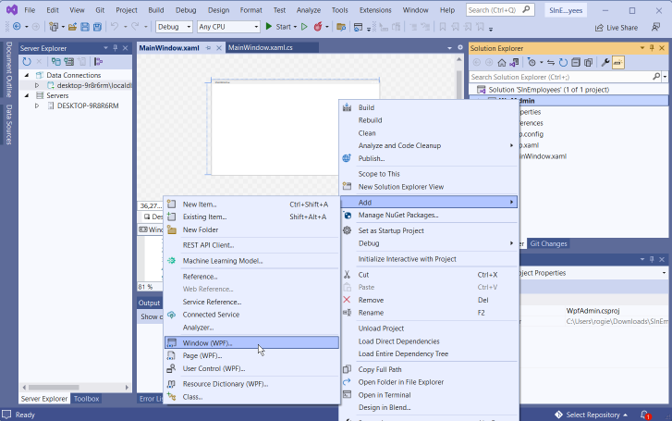 File Edit View Git Project Build Debug Design Format Test Analyze Tools Extensions Window Help Search (Ctrl+Q) SlnE...yees
Debug Any CPU Start Live Share
Document Outline
Data Sources
Server Explorer
Data Connections
desktop-9r8r6rm\localdl
Servers
DESKTOP-9R8R6RM
Server Explorer Toolbox
MainWindow.xaml MainWindow.xaml.cs
36,27...
81 %
Output
Show o
Error Lis
New Item... Ctrl+Shift+A
Existing Item... Shift+Alt+A
New Folder
REST API Client...
Machine Learning Model...
Reference...
Web Reference...
Service Reference...
Connected Service
Analyzer...
Window (WPF)...
Page (WPF)...
User Control (WPF)...
Resource Dictionary (WPF)...
Class...
Build
Rebuild
Clean
Analyze and Code Cleanup
Publish...
Scope to This
New Solution Explorer View
Add
Manage NuGet Packages...
Set as Startup Project
Debug
Initialize Interactive with Project
Cut Ctrl+X
Paste Ctrl+V
Remove Del
Rename F2
Unload Project
Load Direct Dependencies
Load Entire Dependency Tree
Copy Full Path
Open Folder in File Explorer
Open in Terminal
Design in Blend...
Solution Explorer
Search Solution Explorer (Ctrl+;)
Solution 'SlnEmployees' (1 of 1 project)
perties
erences
p.config
p.xaml
inWindow.xaml
er Git Changes
ject Properties
WpfAdmin.csproj
C:\Users\rogie\Downloads\SlnEm
Ready
Select Repository
1